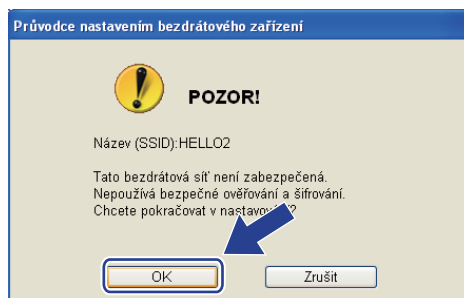 Průvodce nastavením bezdrátového zařízení
POZOR!
Název (SSID):HELLO2
Tato bezdrátová síť není zabezpečená.
Nepoužívá bezpečné ověřování a šifrování.
Chcete pokračovat v nastavování?
OK
Zrušit